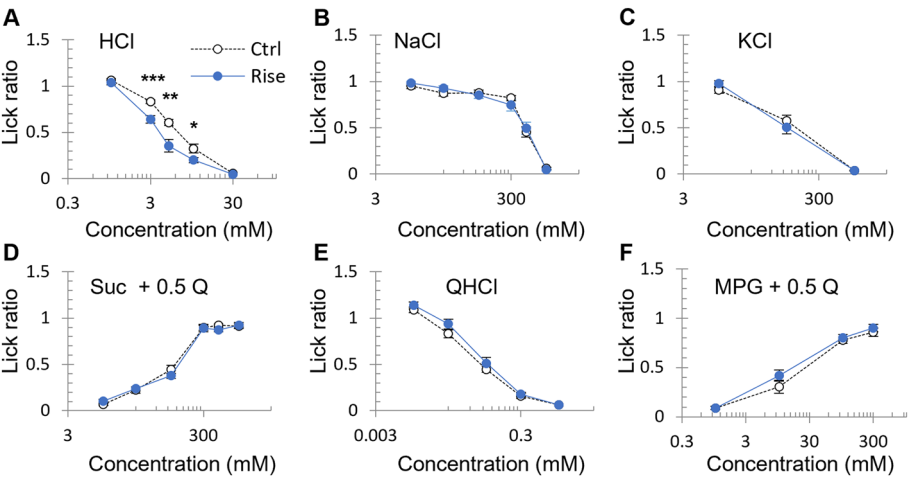 A
HCl
Ctrl
Rise
***
**
*
Lick ratio
1.5
1
0.5
0
0.3 3 30
Concentration (mM)
B
NaCl
Lick ratio
1.5
1
0.5
0
3 300
Concentration (mM)
C
KCl
Lick ratio
1.5
1
0.5
0
3 300
Concentration (mM)
D
Suc + 0.5 Q
Lick ratio
1.5
1
0.5
0
3 300
Concentration (mM)
E
QHCl
Lick ratio
1.5
1
0.5
0
0.003 0.3
Concentration (mM)
F
MPG + 0.5 Q
Lick ratio
1.5
1
0.5
0
0.3 3 30 300
Concentration (mM)